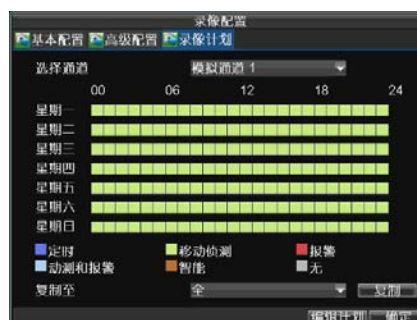 录像配置
基本配置 高级配置 录像计划
选择通道 模拟通道 1
00 06 12 18 24
星期一
星期二
星期三
星期四
星期五
星期六
星期日
定时 移动侦测 报警
动测和报警 智能 无
复制至 全 复制
编辑计划 确定